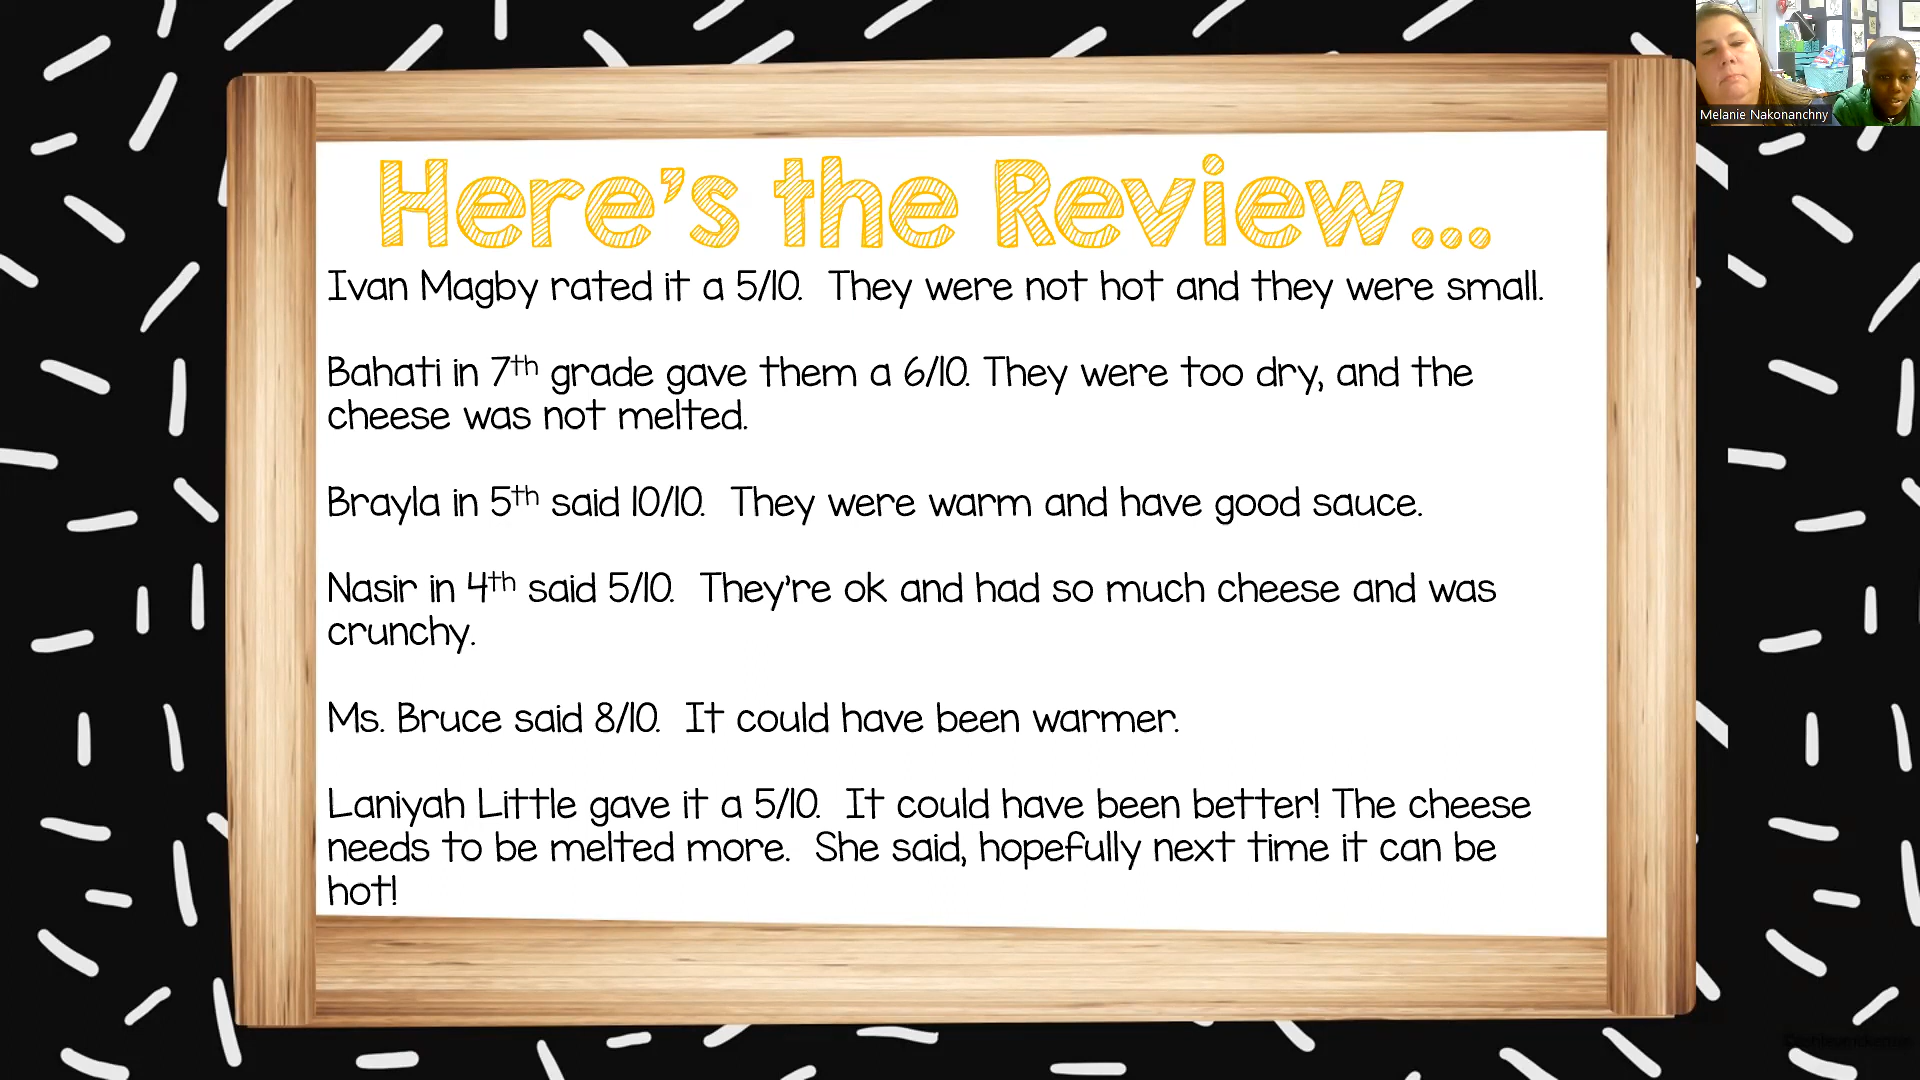 Melanie Nakonanchny
Here's the Review...
Ivan Magby rated it a 5/10.  They were not hot and they were small.
Bahati in 7th grade gave them a 6/10. They were too dry, and the
cheese was not melted.
Brayla in 5th said 10/10.  They were warm and have good sauce.
Nasir in 4th said 5/10.  They're ok and had so much cheese and was
crunchy.
Ms. Bruce said 8/10.  It could have been warmer.
Laniyah Little gave it a 5/10.  It could have been better! The cheese
needs to be melted more.  She said, hopefully next time it can be
hot!